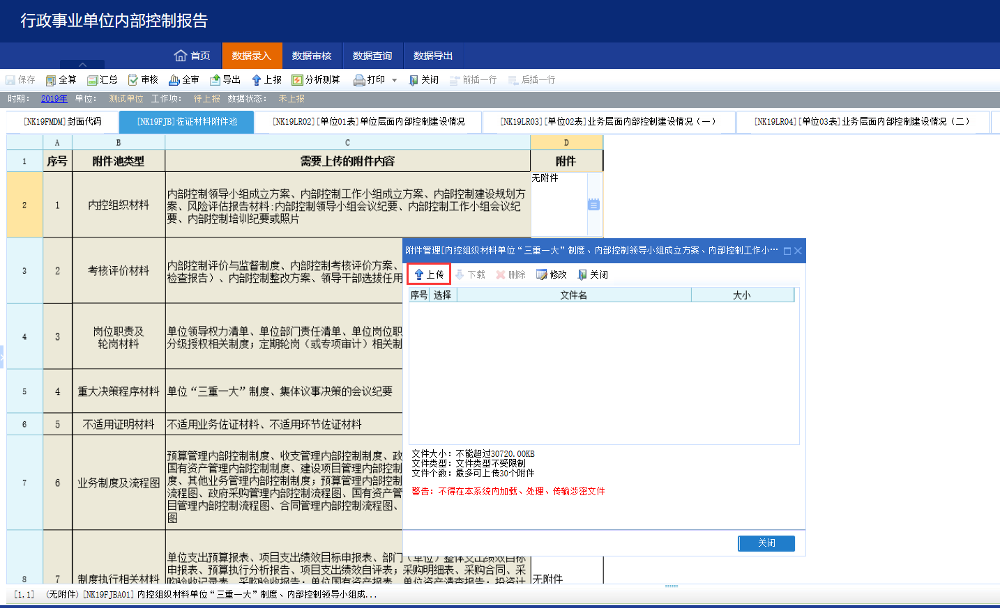 行政事业单位内部控制报告
首页 数据录入 数据审核 数据查询 数据导出
保存 全算 汇总 审核 全审 导出 上报 分析测算 打印 关闭 前插一行 后插一行
时期： 2019年 单位： 测试单位 工作项： 待上报 数据状态： 未上报
[NK19FMDM]封面代码 [NK19FJB]佐证材料附件池 [NK19LR02][单位01表]单位层面内部控制建设情况 [NK19LR03][单位02表]业务层面内部控制建设情况（一） [NK19LR04][单位03表]业务层面内部控制建设情况（二）
A B C D
1 序号 附件池类型 需要上传的附件内容 附件
2 1 内控组织材料
内部控制领导小组成立方案、内部控制工作小组成立方案、内部控制建设规划方
案、风险评估报告材料;内部控制领导小组会议纪要、内部控制工作小组会议纪
要、内部控制培训纪要或照片
无附件
3 2 考核评价材料
内部控制评价与监督制度、内部控制考核评价方案、
检查报告）、内部控制整改方案、领导干部选拔任用
4 3 岗位职责及
轮岗材料
单位领导权力清单、单位部门责任清单、单位岗位职
分级授权相关制度；定期轮岗（或专项审计）相关制
5 4 重大决策程序材料 单位“三重一大”制度、集体议事决策的会议纪要
6 5 不适用证明材料 不适用业务佐证材料、不适用环节佐证材料
7 6 业务制度及流程图
预算管理内部控制制度、收支管理内部控制制度、政
国有资产管理内部控制制度、建设项目管理内部控制
度、其他业务管理内部控制制度；预算管理内部控制
流程图、政府采购管理内部控制流程图、国有资产管
目管理内部控制流程图、合同管理内部控制流程图、
图
8 7 制度执行相关材料
单位支出预算报表、项目支出绩效目标申报表、部门（单位）整体支出绩效目标
申报表、预算执行分析报告、项目支出绩效自评表；采购明细表、采购合同、采
购验收记录表、采购验收报告；单位国有资产报表、单位资产清查报告；投资计
无附件
附件管理[内控组织材料单位“三重一大”制度、内部控制领导小组成立方案、内部控制工作小…
上传 下载 删除 修改 关闭
序号 选择 文件名 大小
文件大小：不能超过30720.00KB
文件类型：文件类型不受限制
文件个数：最多可上传30个附件
警告：不得在本系统内加载、处理、传输涉密文件
关闭
[1,1] (无附件)[NK19FJBA01]内控组织材料单位“三重一大”制度、内部控制领导小组成...